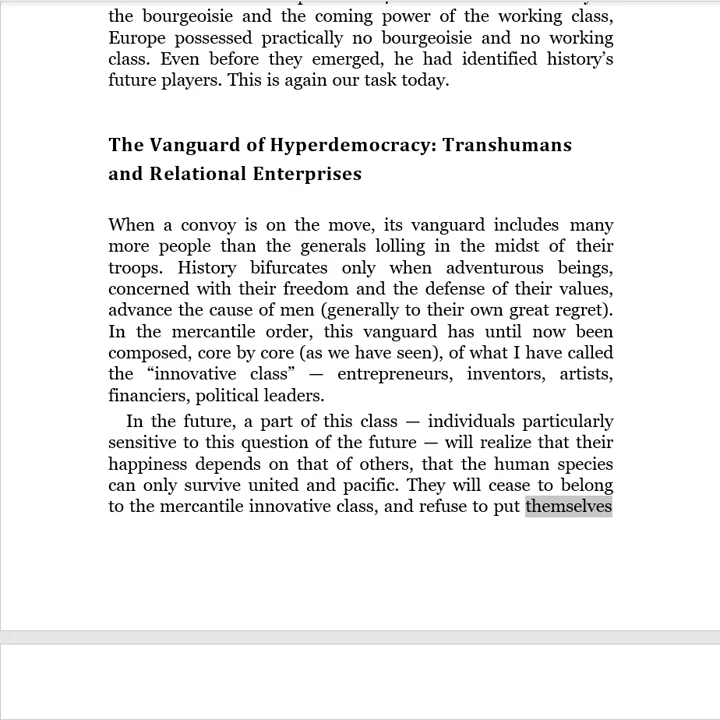 the bourgeoisie and the coming power of the working class,
Europe possessed practically no bourgeoisie and no working
class. Even before they emerged, he had identified history’s
future players. This is again our task today.
The Vanguard of Hyperdemocracy: Transhumans
and Relational Enterprises
When a convoy is on the move, its vanguard includes many
more people than the generals lolling in the midst of their
troops. History bifurcates only when adventurous beings,
concerned with their freedom and the defense of their values,
advance the cause of men (generally to their own great regret).
In the mercantile order, this vanguard has until now been
composed, core by core (as we have seen), of what I have called
the “innovative class” — entrepreneurs, inventors, artists,
financiers, political leaders.
In the future, a part of this class — individuals particularly
sensitive to this question of the future — will realize that their
happiness depends on that of others, that the human species
can only survive united and pacific. They will cease to belong
to the mercantile innovative class, and refuse to put themselves